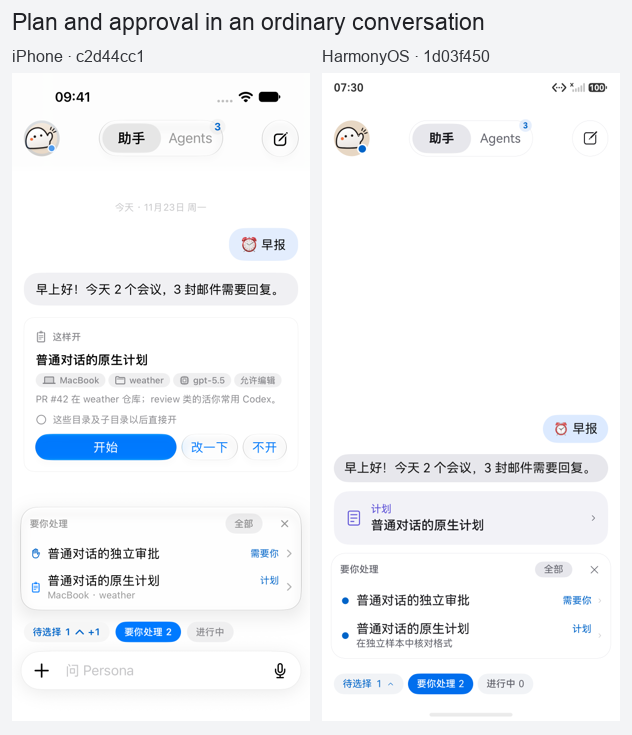 Plan and approval in an ordinary conversation
iPhone · c2d44cc1
09:41
助手
Agents
3
今天 · 11月23日 周一
⏰ 早报
早上好！今天 2 个会议，3 封邮件需要回复。
这样开
普通对话的原生计划
MacBook
weather
gpt-5.5
允许编辑
PR #42 在 weather 仓库；review 类的活你常用 Codex。
这些目录及子目录以后直接开
开始
改一下
不开
要你处理
全部
普通对话的独立审批
需要你
普通对话的原生计划
计划
MacBook · weather
待选择 1 +1
要你处理 2
进行中
问 Persona
HarmonyOS · 1d03f450
07:30
100
助手
Agents
3
⏰ 早报
早上好！今天 2 个会议，3 封邮件需要回复。
计划
普通对话的原生计划
要你处理
全部
普通对话的独立审批
需要你
普通对话的原生计划
计划
在独立样本中核对格式
待选择 1
要你处理 2
进行中 0